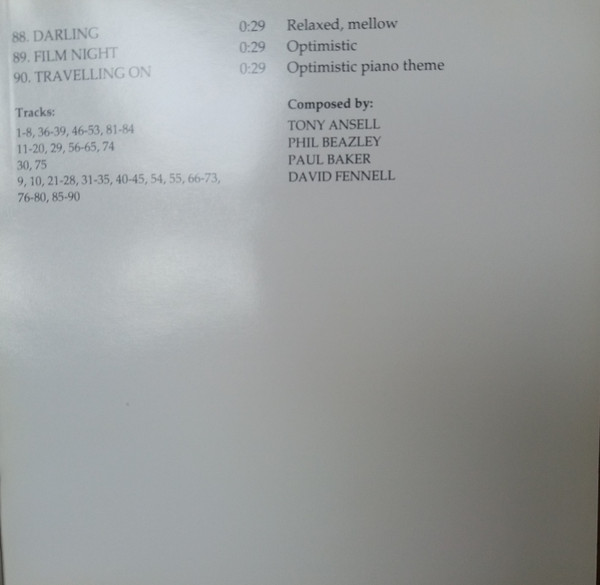 88. DARLING 0:29 Relaxed, mellow
89. FILM NIGHT 0:29 Optimistic
90. TRAVELLING ON 0:29 Optimistic piano theme
Tracks: Composed by:
1-8, 36-39, 46-53, 81-84 TONY ANSELL
11-20, 29, 56-65, 74 PHIL BEAZLEY
30, 75 PAUL BAKER
9, 10, 21-28, 31-35, 40-45, 54, 55, 66-73, DAVID FENNELL
76-80, 85-90